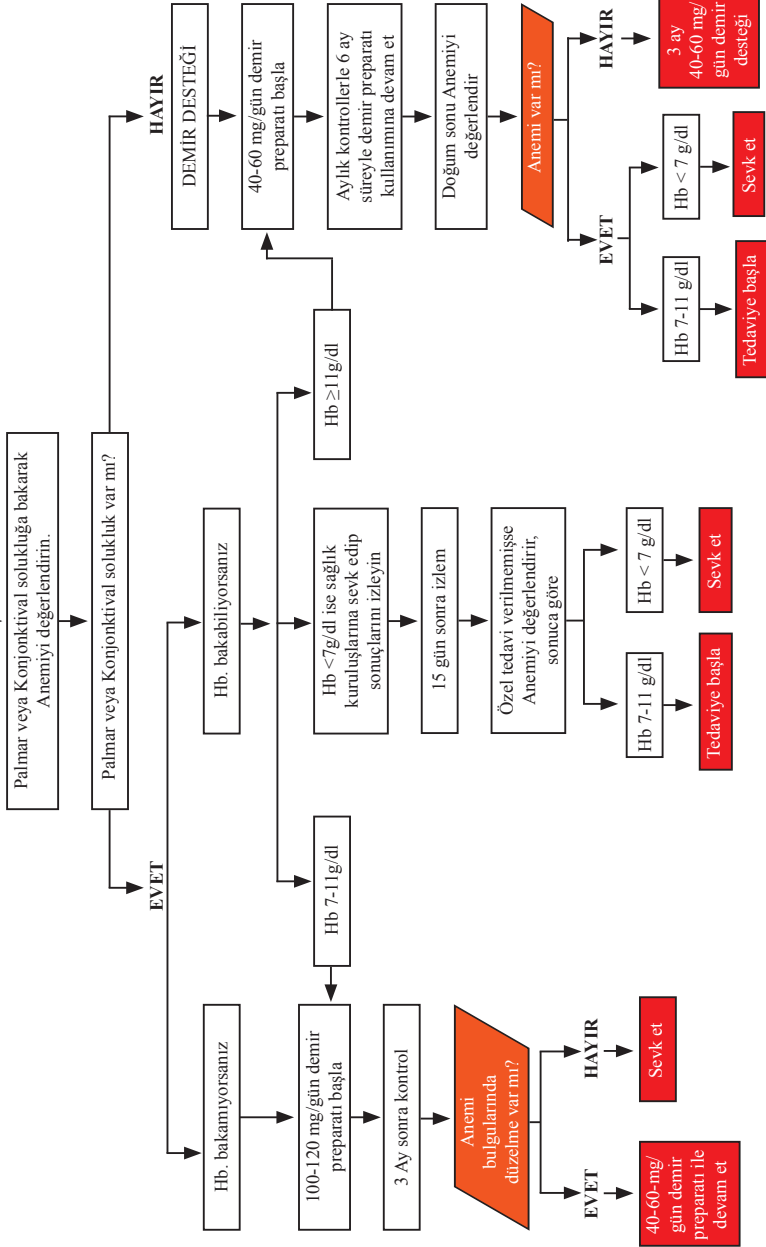 Palmar veya Konjonktival solukluğa bakarak
Anemiyi değerlendirin.
Palmar veya Konjonktival solukluk var mı?
EVET
HAYIR
Hb. bakamıyorsanız
100-120 mg/gün demir
preparatı başla
3 Ay sonra kontrol
Anemi
bulgularında
düzelme var mı?
EVET
40-60-mg/
gün demir
preparatı ile
devam et
HAYIR
Sevk et
Hb. bakabiliyorsanız
Hb 7-11g/dl
Hb <7g/dl ise sağlık
kuruluşlarına sevk edip
sonuçlarını izleyin
15 gün sonra izlem
Özel tedavi verilmemişse
Anemiyi değerlendirir,
sonuca göre
Hb 7-11 g/dl
Tedaviye başla
Hb < 7 g/dl
Sevk et
Hb ≥11g/dl
DEMİR DESTEĞİ
40-60 mg/gün demir
preparatı başla
Aylık kontrollerle 6 ay
süreyle demir preparatı
kullanımına devam et
Doğum sonu Anemiyi
değerlendir
Anemi var mı?
EVET
Hb 7-11 g/dl
Tedaviye başla
Hb < 7 g/dl
Sevk et
HAYIR
3 ay
40-60 mg/
gün demir
desteği